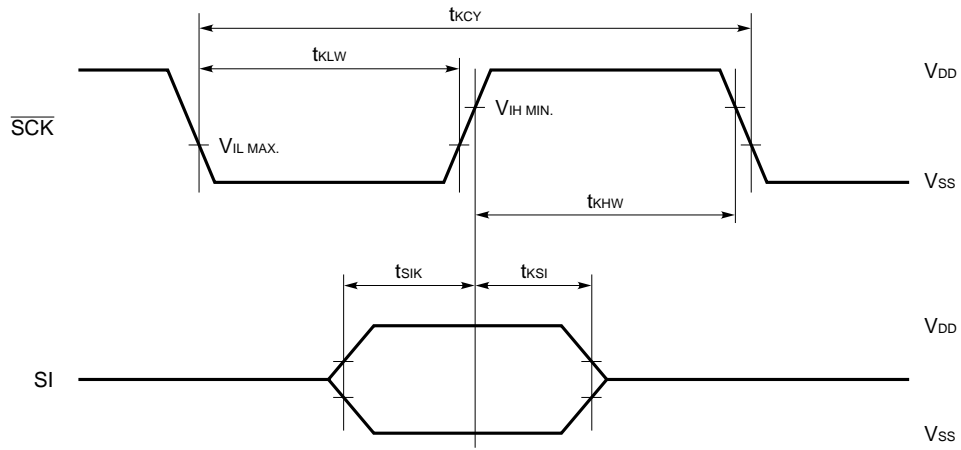 tKCY
tKLW
VDD
SCK
VIH MIN.
VIL MAX.
VSS
tKHW
tSIK
tKSI
VDD
SI
VSS